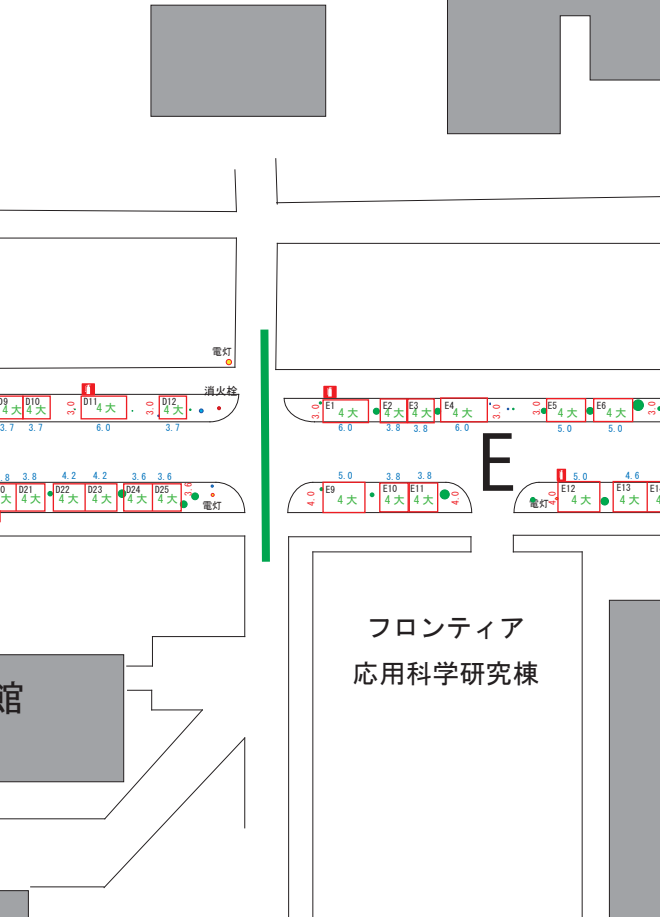 電灯
消火栓
D9 D10 D11 D12 E1 E2 E3 E4 E5 E6
4大 4大 3.0 4大 3.0 4大 3.0 4大 4大 4大 4大 3.0 3.0 4大 4大 3.0
3.7 3.7 6.0 3.7 6.0 3.8 3.8 6.0 5.0 5.0
E
3.8 4.2 4.2 3.6 3.6 5.0 3.8 3.8 5.0 4.6
D21 D22 D23 D24 D25 3.6 E9 E10 E11 E12 E13
4大 4大 4大 4大 4大 4.0 4大 4大 4大 4.0 4.0 4大 4大
電灯 電灯
フロンティア
応用科学研究棟
館